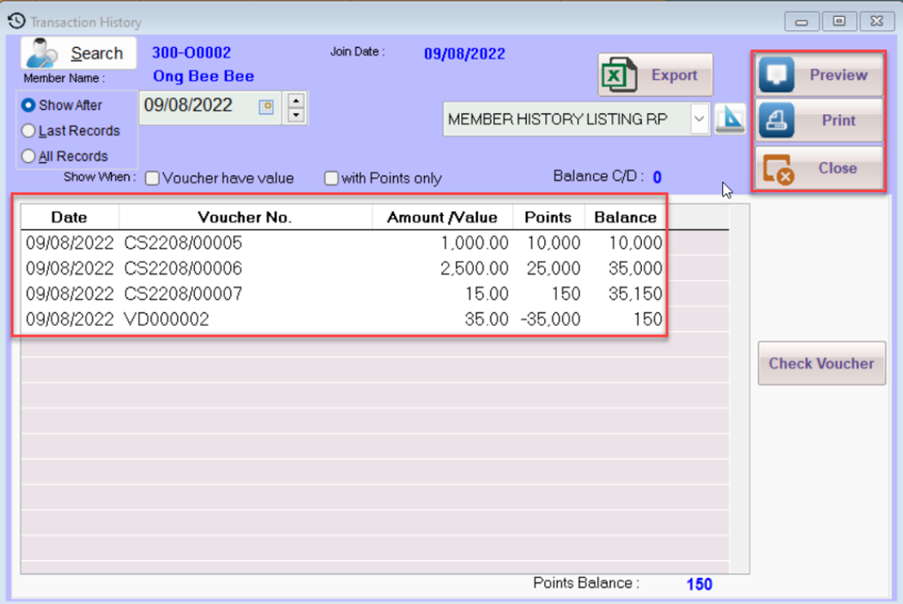 Transaction History
Search 300-O0002 Join Date : 09/08/2022
Member Name : Ong Bee Bee
Export
Preview
Show After 09/08/2022
MEMBER HISTORY LISTING RP
Print
Last Records
All Records
Close
Show When : Voucher have value with Points only Balance C/D : 0
Date Voucher No. Amount /Value Points Balance
09/08/2022 CS2208/00005 1,000.00 10,000 10,000
09/08/2022 CS2208/00006 2,500.00 25,000 35,000
09/08/2022 CS2208/00007 15.00 150 35,150
09/08/2022 VD000002 35.00 -35,000 150
Check Voucher
Points Balance : 150